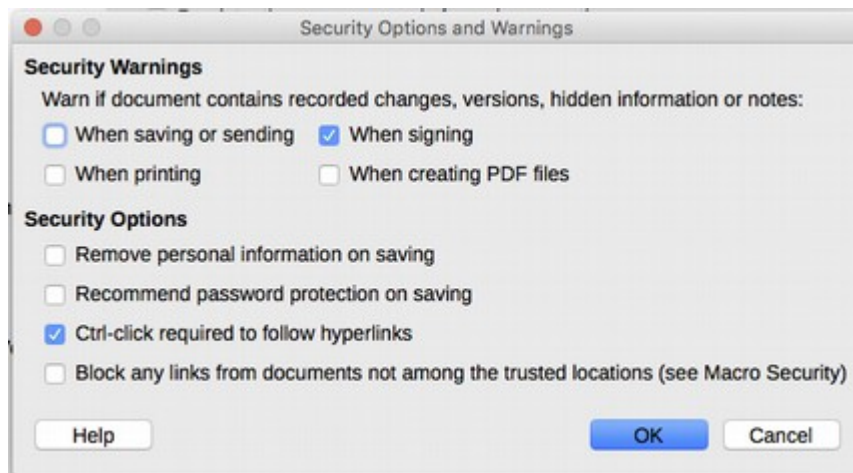 Security Options and Warnings
Security Warnings
Warn if document contains recorded changes, versions, hidden information or notes:
When saving or sending When signing
When printing When creating PDF files
Security Options
Remove personal information on saving
Recommend password protection on saving
Ctrl-click required to follow hyperlinks
Block any links from documents not among the trusted locations (see Macro Security)
Help OK Cancel